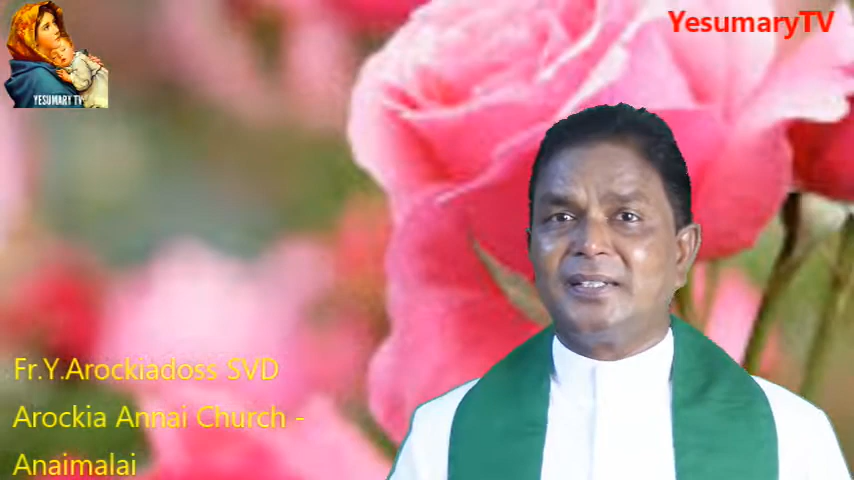 YesumaryTV
YESUMARY TV
Fr.Y.Arockiadoss SVD
Arockia Annai Church -
Anaimalai